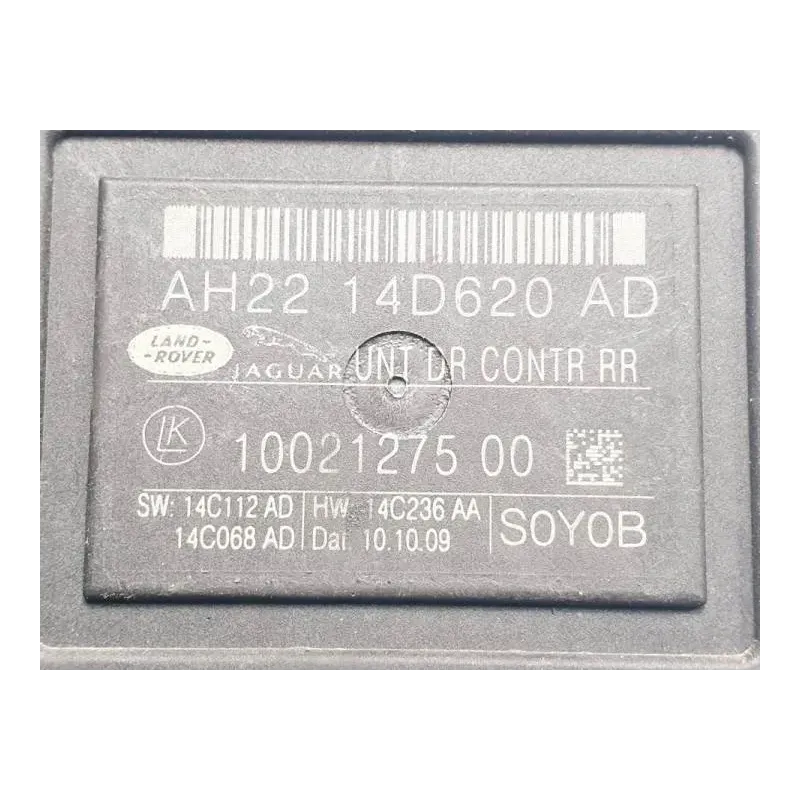 AH22 14D620 AD
LAND-
-ROVER
JAGUAR UNT DR CONTR RR
LK 10021275 00
SW: 14C112 AD HW: 14C236 AA
14C068 AD Dat 10.10.09 SOYOB